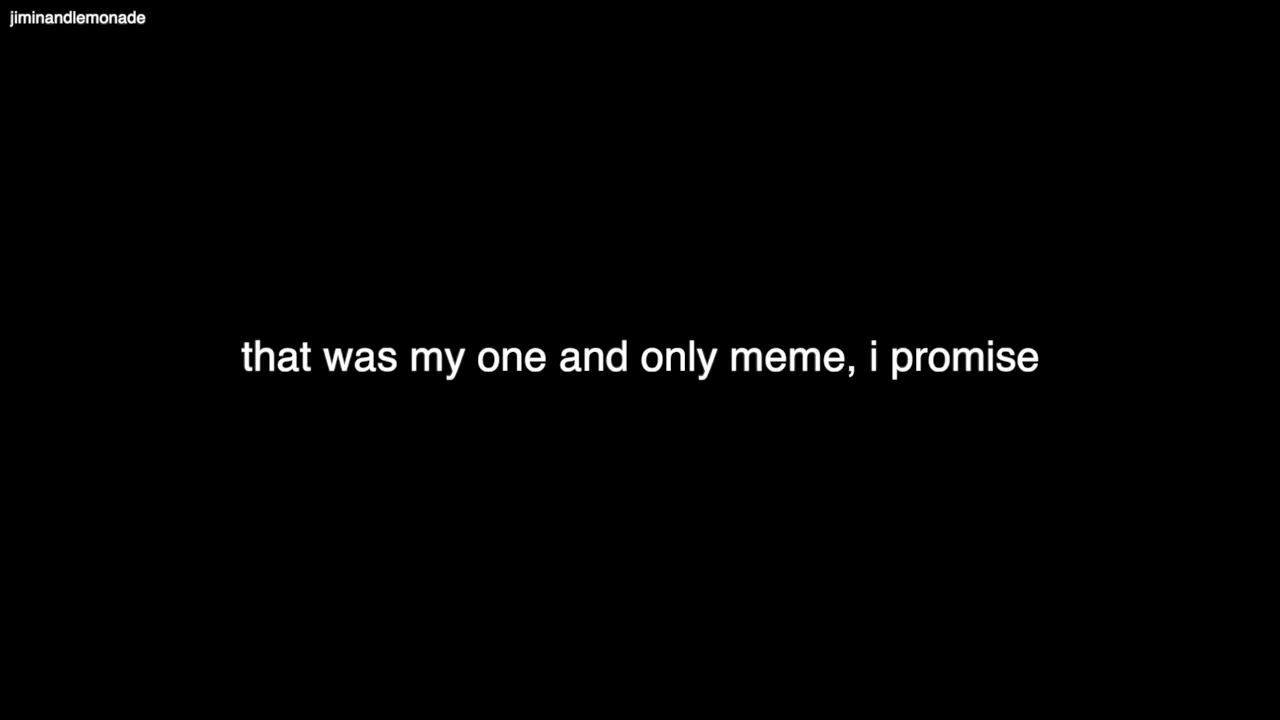 jiminandlemonade
that was my one and only meme, i promise